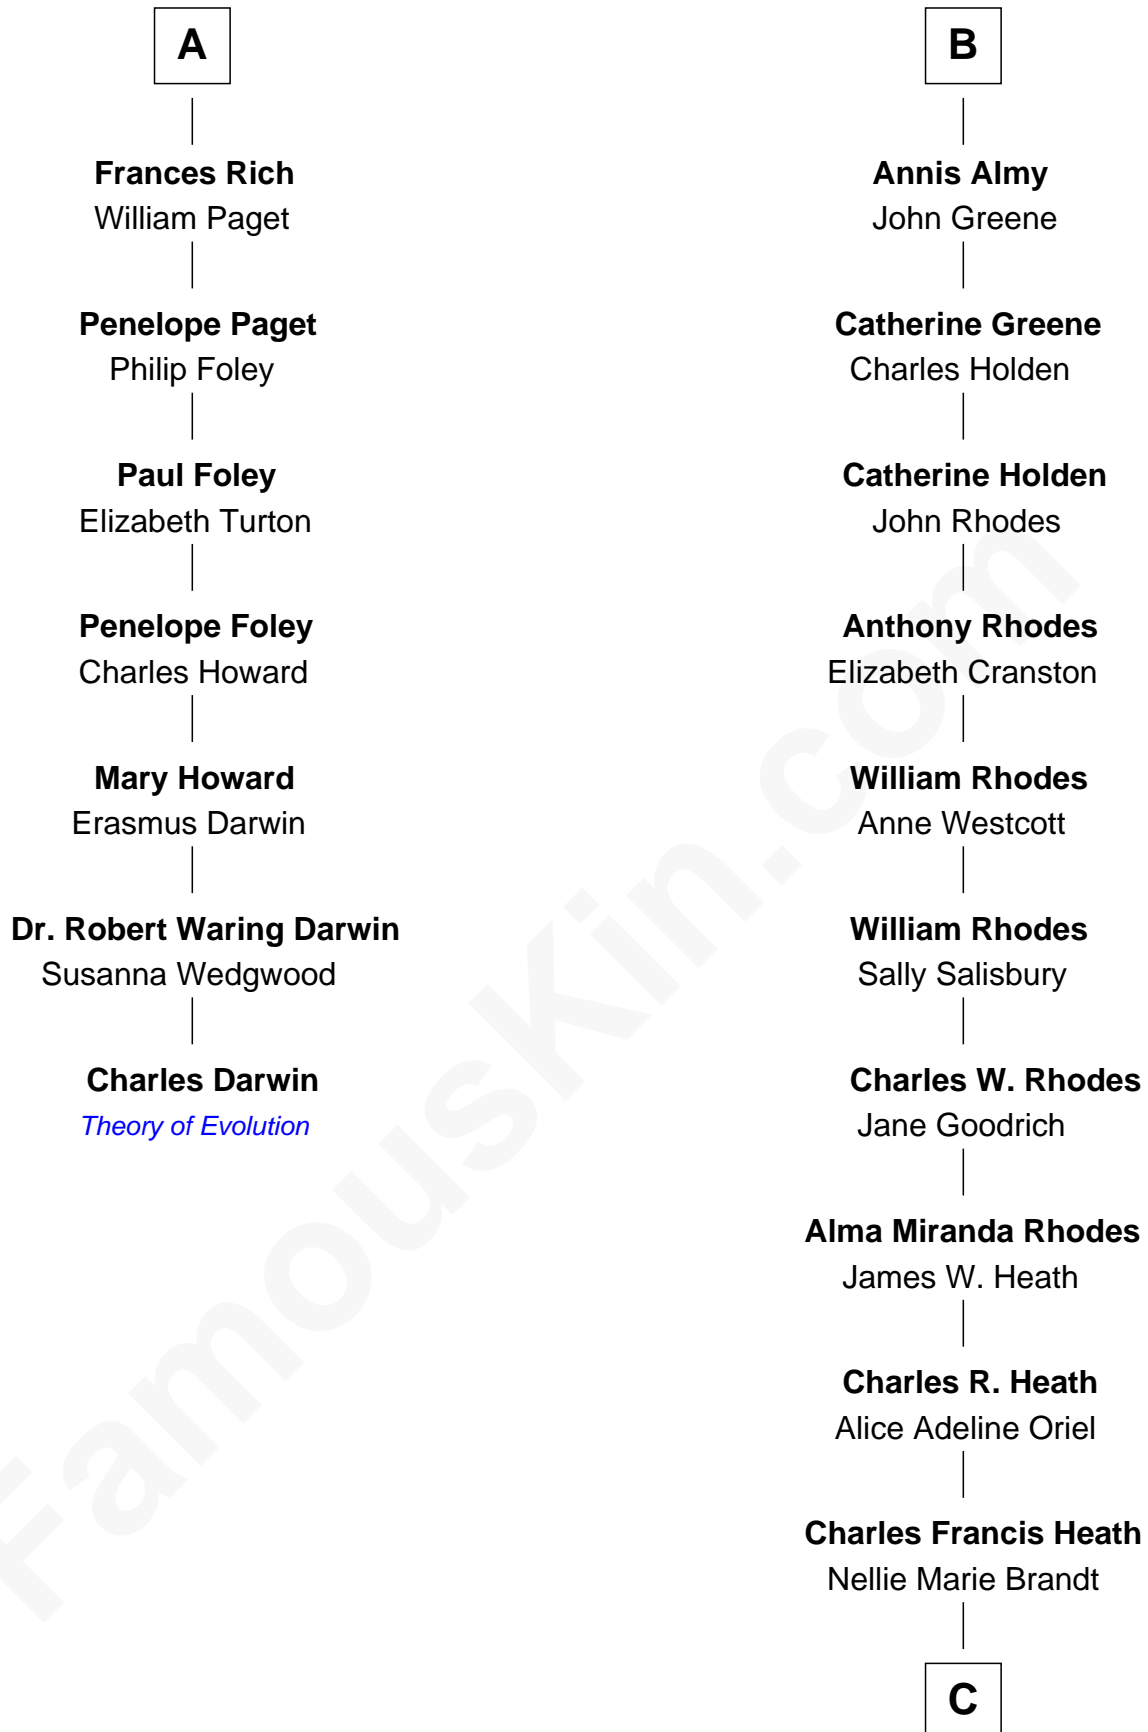 A
Frances Rich
William Paget
Penelope Paget
Philip Foley
Paul Foley
Elizabeth Turton
Penelope Foley
Charles Howard
Mary Howard
Erasmus Darwin
Dr. Robert Waring Darwin
Susanna Wedgwood
Charles Darwin
Theory of Evolution
B
Annis Almy
John Greene
Catherine Greene
Charles Holden
Catherine Holden
John Rhodes
Anthony Rhodes
Elizabeth Cranston
William Rhodes
Anne Westcott
William Rhodes
Sally Salisbury
Charles W. Rhodes
Jane Goodrich
Alma Miranda Rhodes
James W. Heath
Charles R. Heath
Alice Adeline Oriel
Charles Francis Heath
Nellie Marie Brandt
C
FamousKin.com